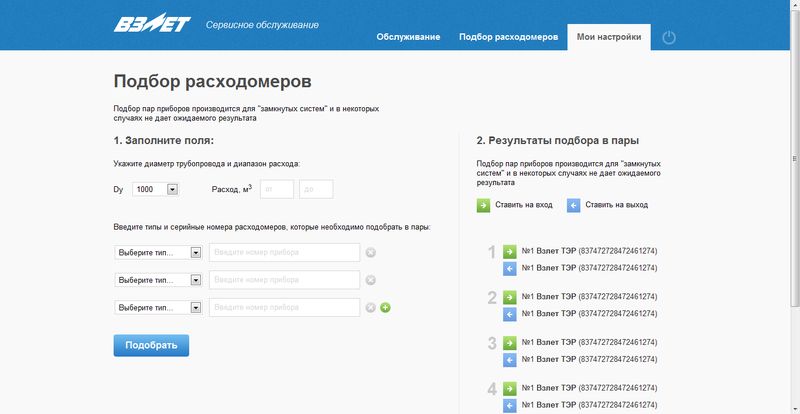 ВЗЛЕТ
Сервисное обслуживание
Обслуживание
Подбор расходомеров
Мои настройки
Подбор расходомеров
Подбор пар приборов производится для "замкнутых систем" и в некоторых
случаях не дает ожидаемого результата
1. Заполните поля:
Укажите диаметр трубопровода и диапазон расхода:
Dy 1000 Расход, м³ от до
Введите типы и серийные номера расходомеров, которые необходимо подобрать в пары:
Выберите тип... Введите номер прибора
Выберите тип... Введите номер прибора
Выберите тип... Введите номер прибора
Подобрать
2. Результаты подбора в пары
Подбор пар приборов производится для "замкнутых
систем" и в некоторых случаях не дает ожидаемого
результата
Ставить на вход Ставить на выход
1 №1 Взлет ТЭР (837472728472461274)
№1 Взлет ТЭР (837472728472461274)
2 №1 Взлет ТЭР (837472728472461274)
№1 Взлет ТЭР (837472728472461274)
3 №1 Взлет ТЭР (837472728472461274)
№1 Взлет ТЭР (837472728472461274)
4 №1 Взлет ТЭР (837472728472461274)
№1 Взлет ТЭР (837472728472461274)